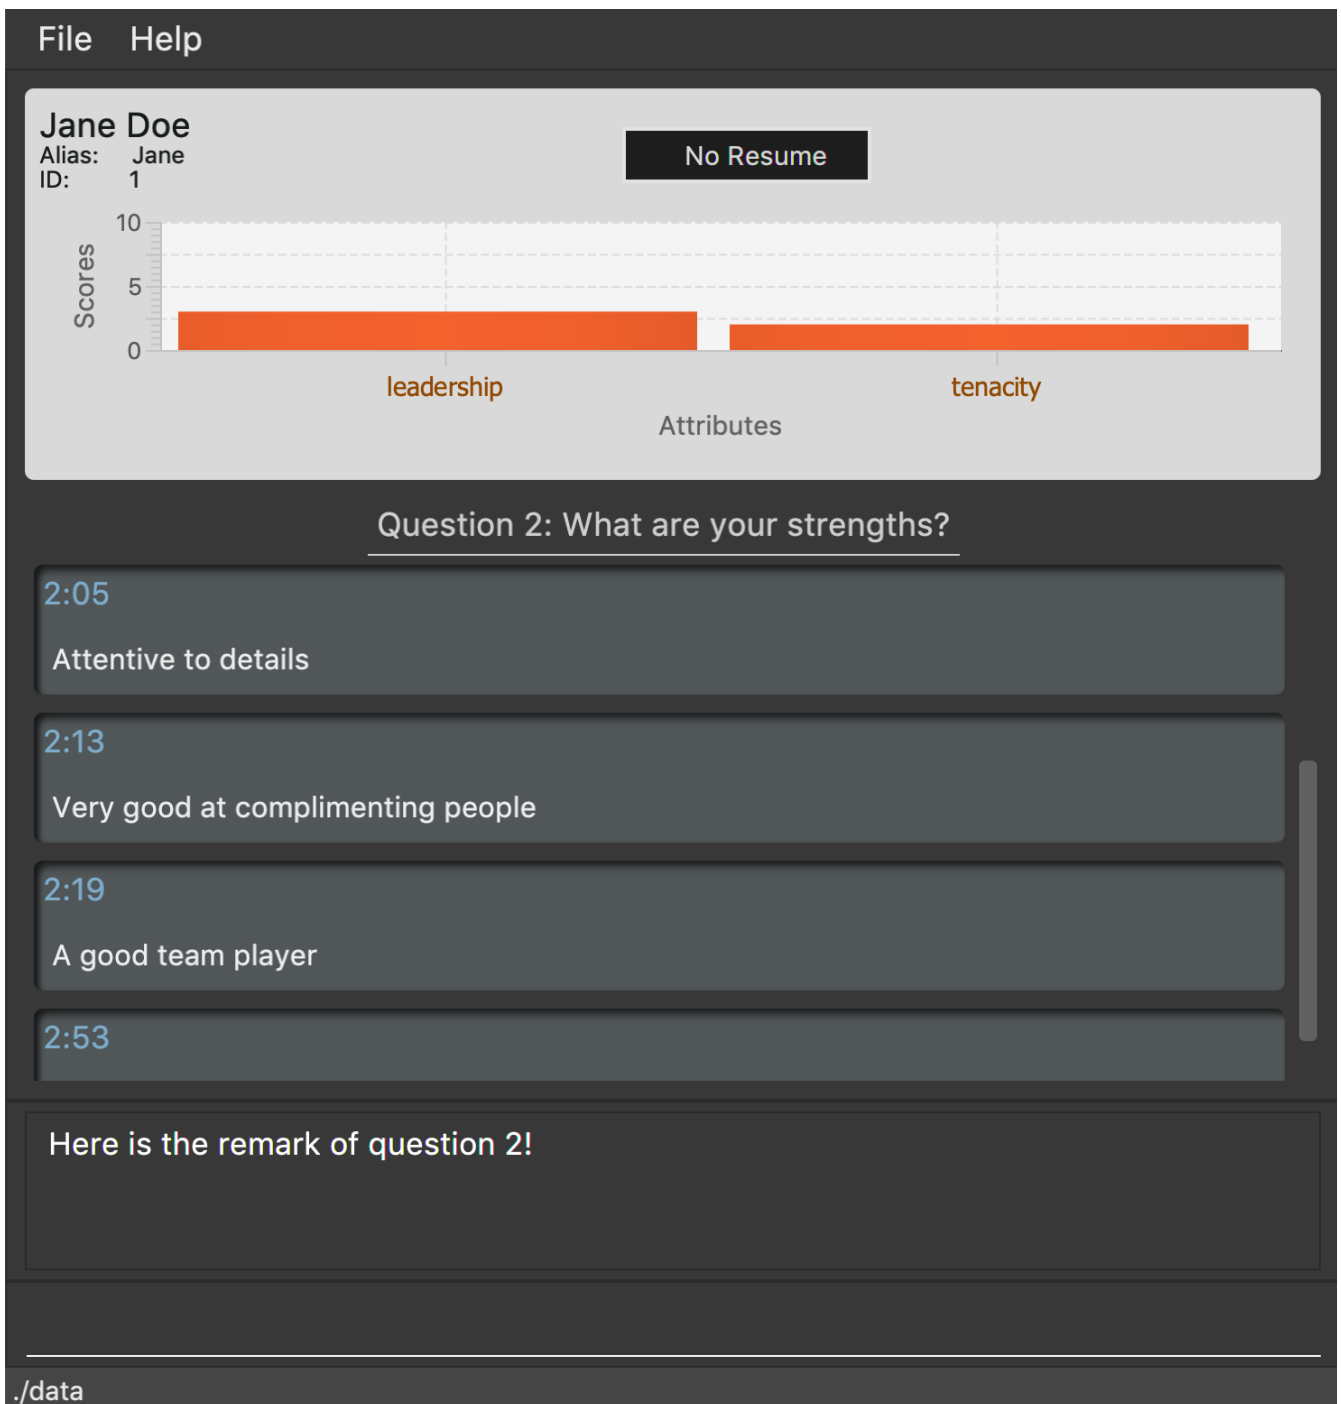 File Help
Jane Doe
Alias: Jane
ID: 1
No Resume
10
5
0
Scores
leadership tenacity
Attributes
Question 2: What are your strengths?
2:05
Attentive to details
2:13
Very good at complimenting people
2:19
A good team player
2:53
Here is the remark of question 2!
./data